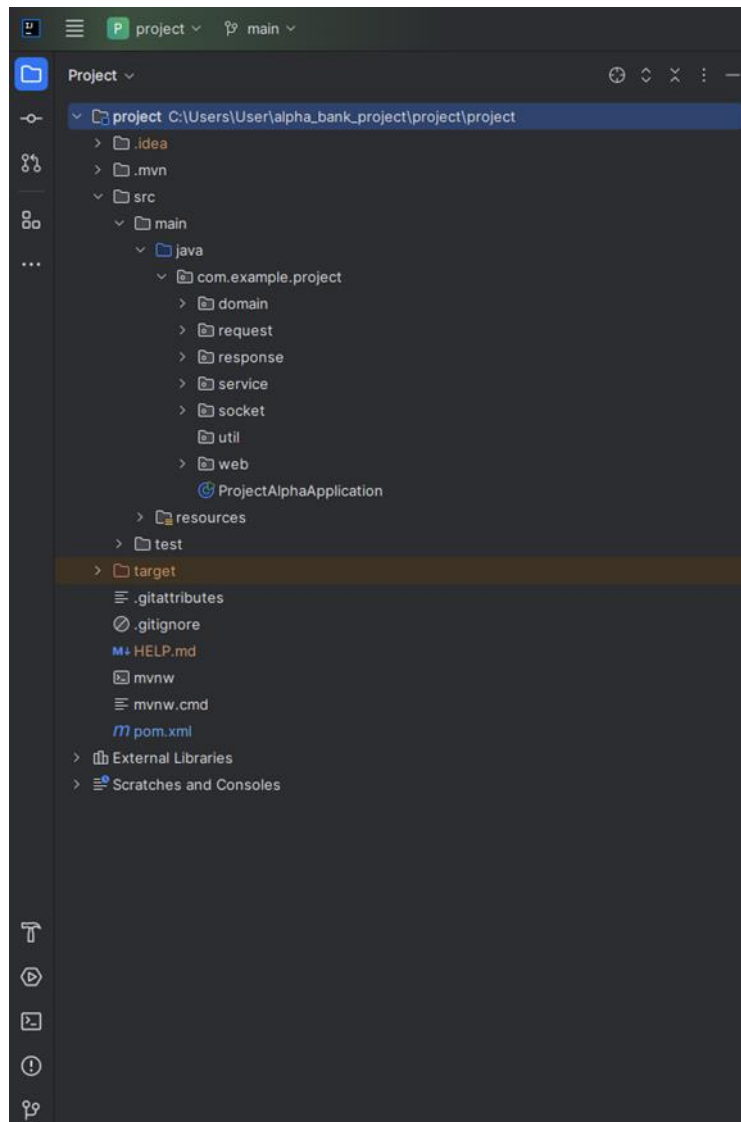 P project main
Project
project C:\Users\User\alpha_bank_project\project\project
.idea
.mvn
src
main
java
com.example.project
domain
request
response
service
socket
util
web
ProjectAlphaApplication
resources
test
target
.gitattributes
.gitignore
M↓ HELP.md
mvnw
mvnw.cmd
m pom.xml
External Libraries
Scratches and Consoles